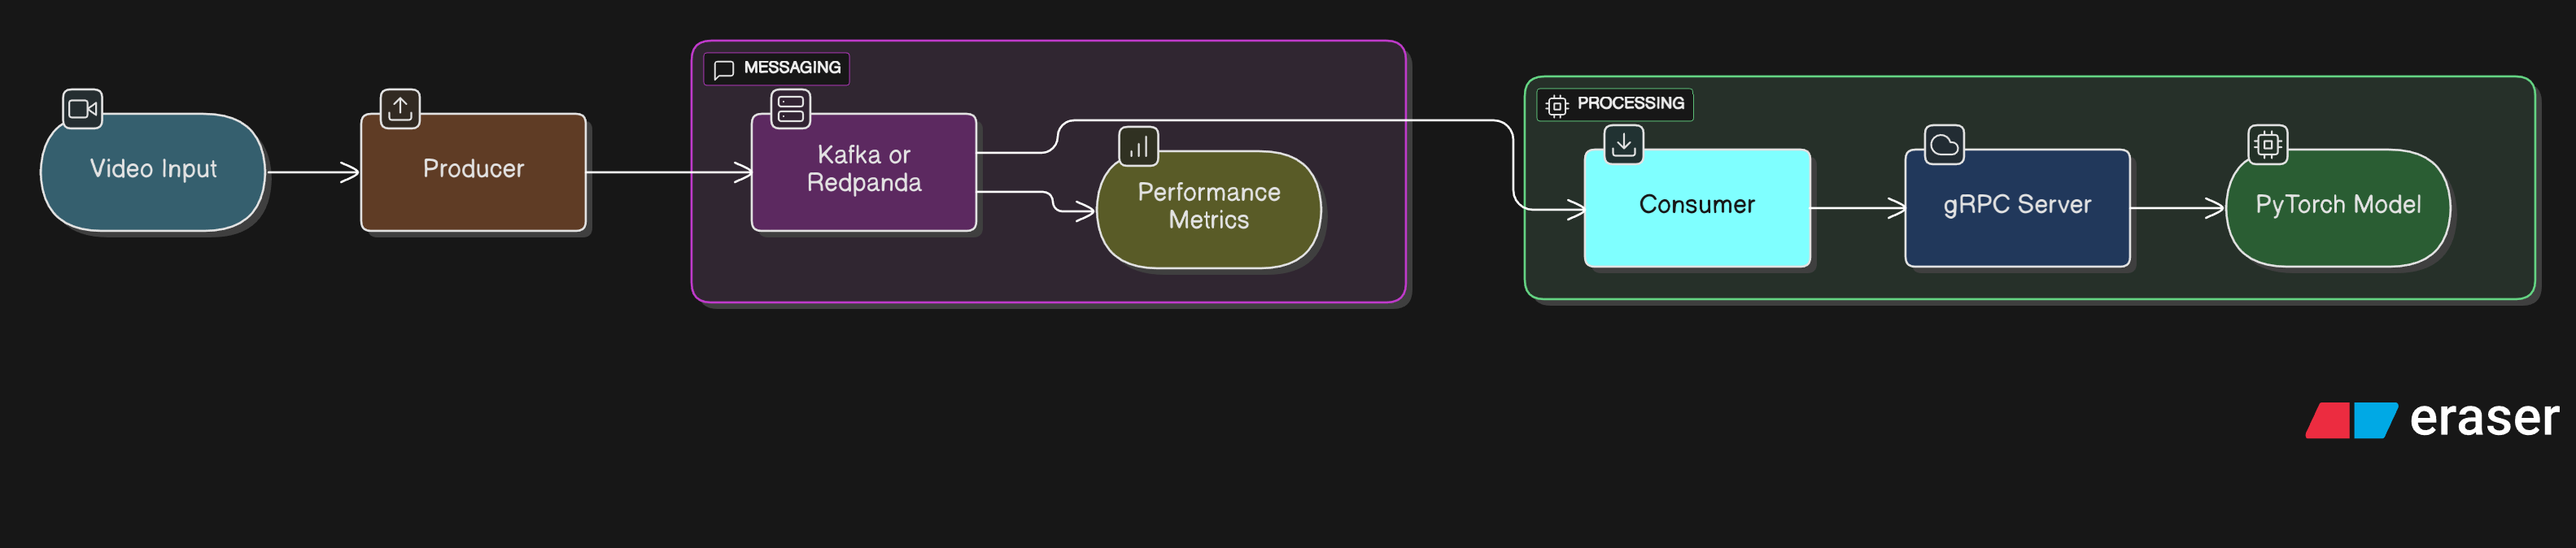 MESSAGING
PROCESSING
Video Input
Producer
Kafka or
Redpanda
Performance
Metrics
Consumer
gRPC Server
PyTorch Model
eraser